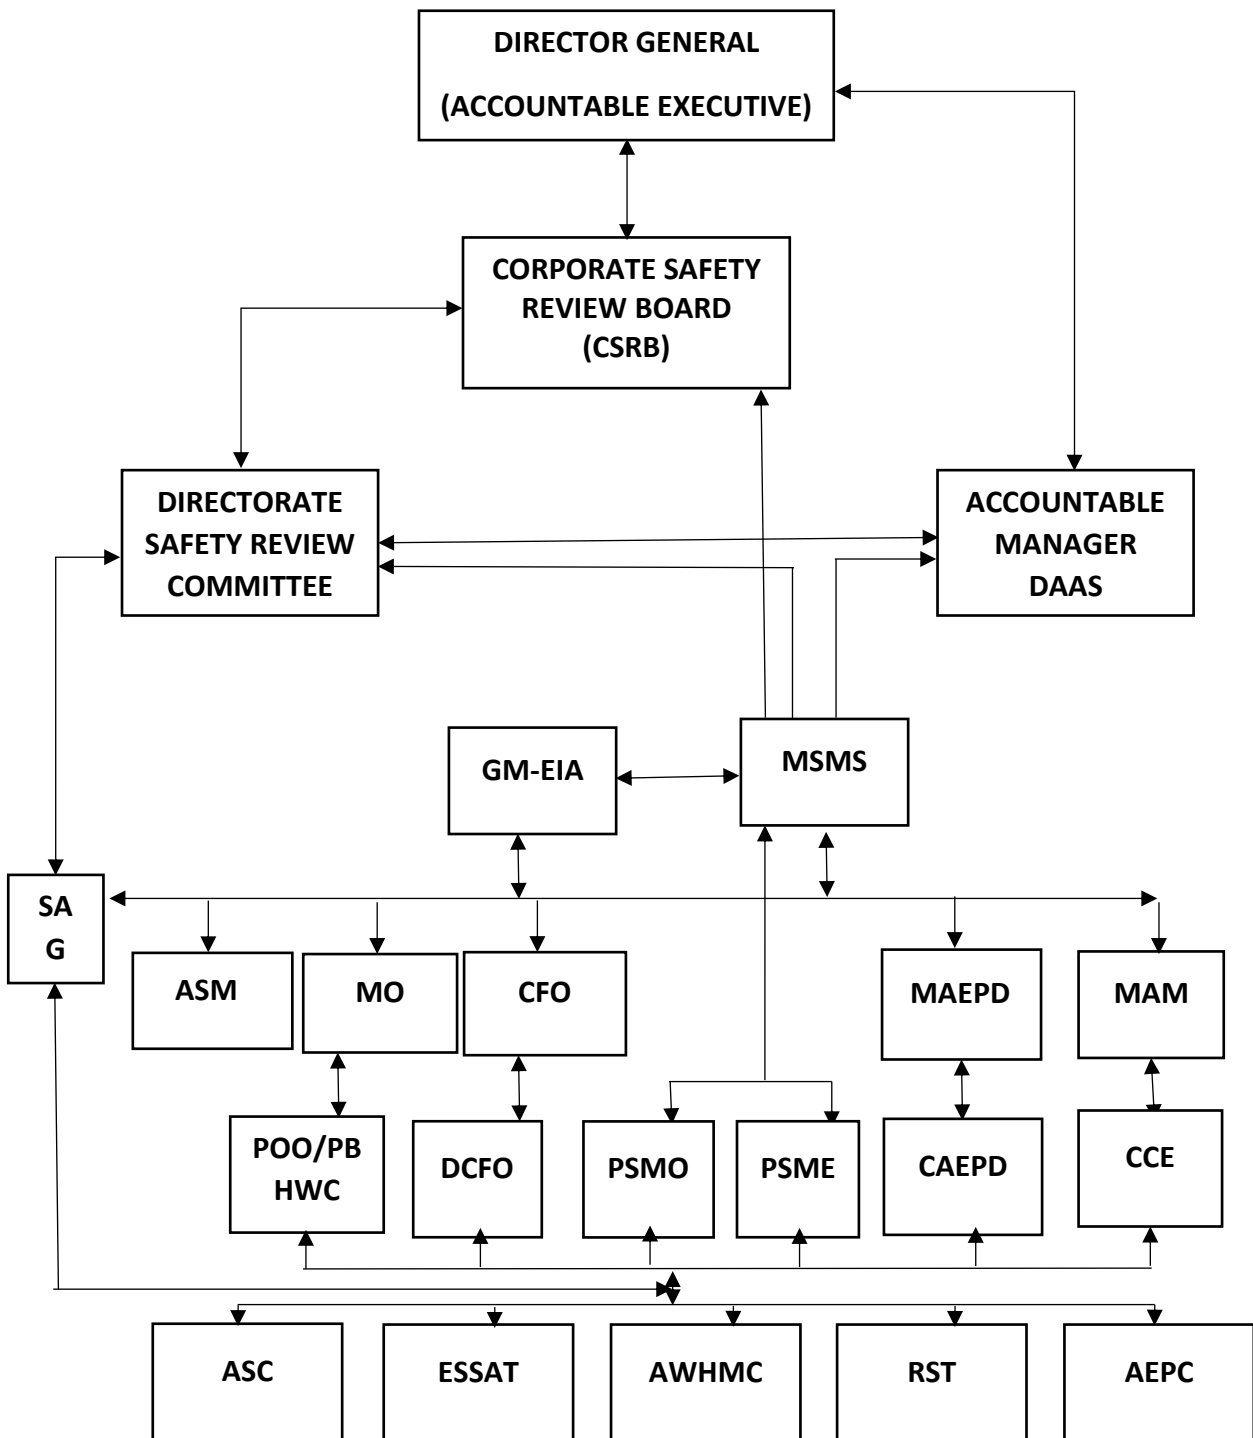 DIRECTOR GENERAL
(ACCOUNTABLE EXECUTIVE)
CORPORATE SAFETY
REVIEW BOARD
(CSRB)
DIRECTORATE
SAFETY REVIEW
COMMITTEE
ACCOUNTABLE
MANAGER
DAAS
GM-EIA
MSMS
SA
G
ASM
MO
CFO
MAEPD
MAM
POO/PB
HWC
DCFO
PSMO
PSME
CAEPD
CCE
ASC
ESSAT
AWHMC
RST
AEPC